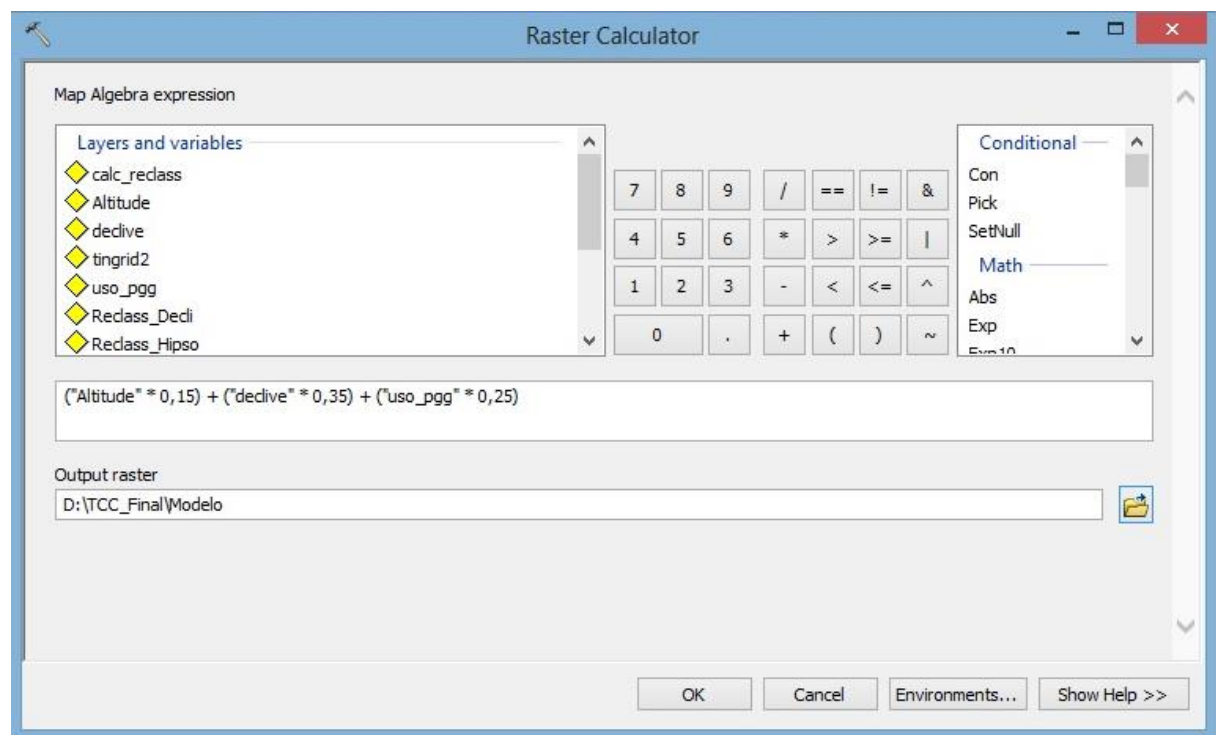 Raster Calculator
Map Algebra expression
Layers and variables
calc_reclass
Altitude
declive
tingrid2
uso_pgg
Reclass_Decli
Reclass_Hipso
7 8 9 / == != &
4 5 6 * > >= |
1 2 3 - < <= ^
0 . + ( ) ~
Conditional
Con
Pick
SetNull
Math
Abs
Exp
Exp10
("Altitude" * 0,15) + ("declive" * 0,35) + ("uso_pgg" * 0,25)
Output raster
D:\TCC_Final\Modelo
OK Cancel Environments... Show Help >>